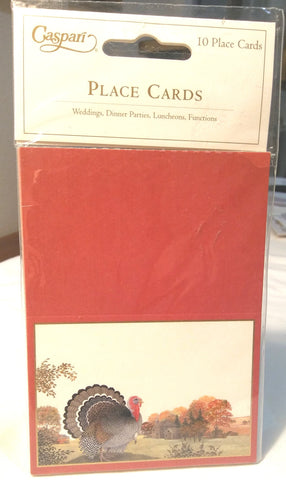 Caspari®
10 Place Cards
PLACE CARDS
Weddings, Dinner Parties, Luncheons, Functions